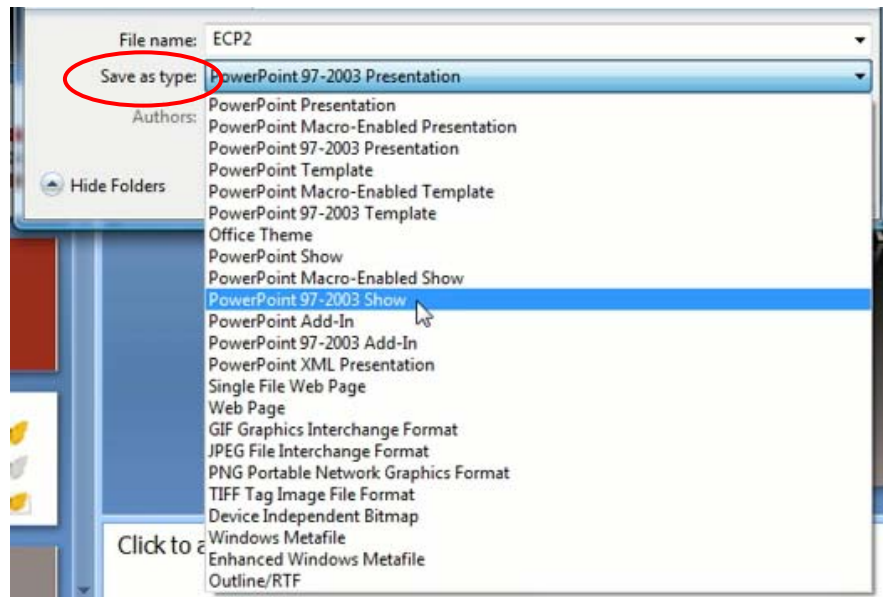 File name: ECP2
Save as type: PowerPoint 97-2003 Presentation
Authors:
Hide Folders
PowerPoint Presentation
PowerPoint Macro-Enabled Presentation
PowerPoint 97-2003 Presentation
PowerPoint Template
PowerPoint Macro-Enabled Template
PowerPoint 97-2003 Template
Office Theme
PowerPoint Show
PowerPoint Macro-Enabled Show
PowerPoint 97-2003 Show
PowerPoint Add-In
PowerPoint 97-2003 Add-In
PowerPoint XML Presentation
Single File Web Page
Web Page
GIF Graphics Interchange Format
JPEG File Interchange Format
PNG Portable Network Graphics Format
TIFF Tag Image File Format
Device Independent Bitmap
Windows Metafile
Enhanced Windows Metafile
Outline/RTF
Click to a